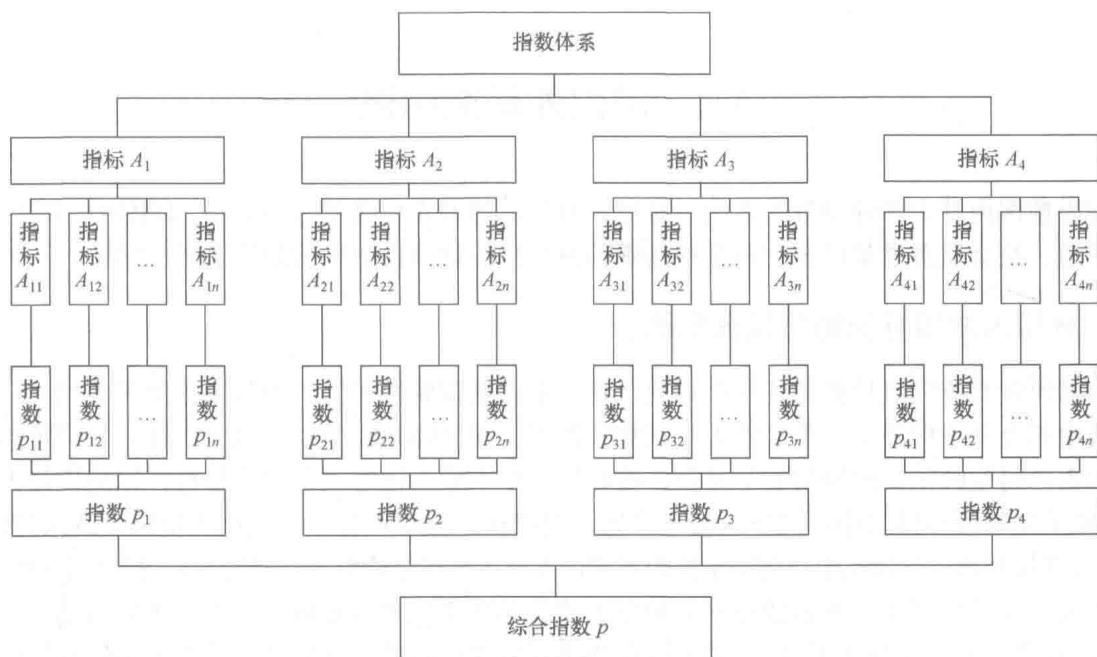 指数体系
指标 A₁ 指标 A₂ 指标 A₃ 指标 A₄
指标 A₁₁ 指标 A₁₂ … 指标 A₁ₙ 指标 A₂₁ 指标 A₂₂ … 指标 A₂ₙ 指标 A₃₁ 指标 A₃₂ … 指标 A₃ₙ 指标 A₄₁ 指标 A₄₂ … 指标 A₄ₙ
指数 p₁₁ 指数 p₁₂ … 指数 p₁ₙ 指数 p₂₁ 指数 p₂₂ … 指数 p₂ₙ 指数 p₃₁ 指数 p₃₂ … 指数 p₃ₙ 指数 p₄₁ 指数 p₄₂ … 指数 p₄ₙ
指数 p₁ 指数 p₂ 指数 p₃ 指数 p₄
综合指数 p